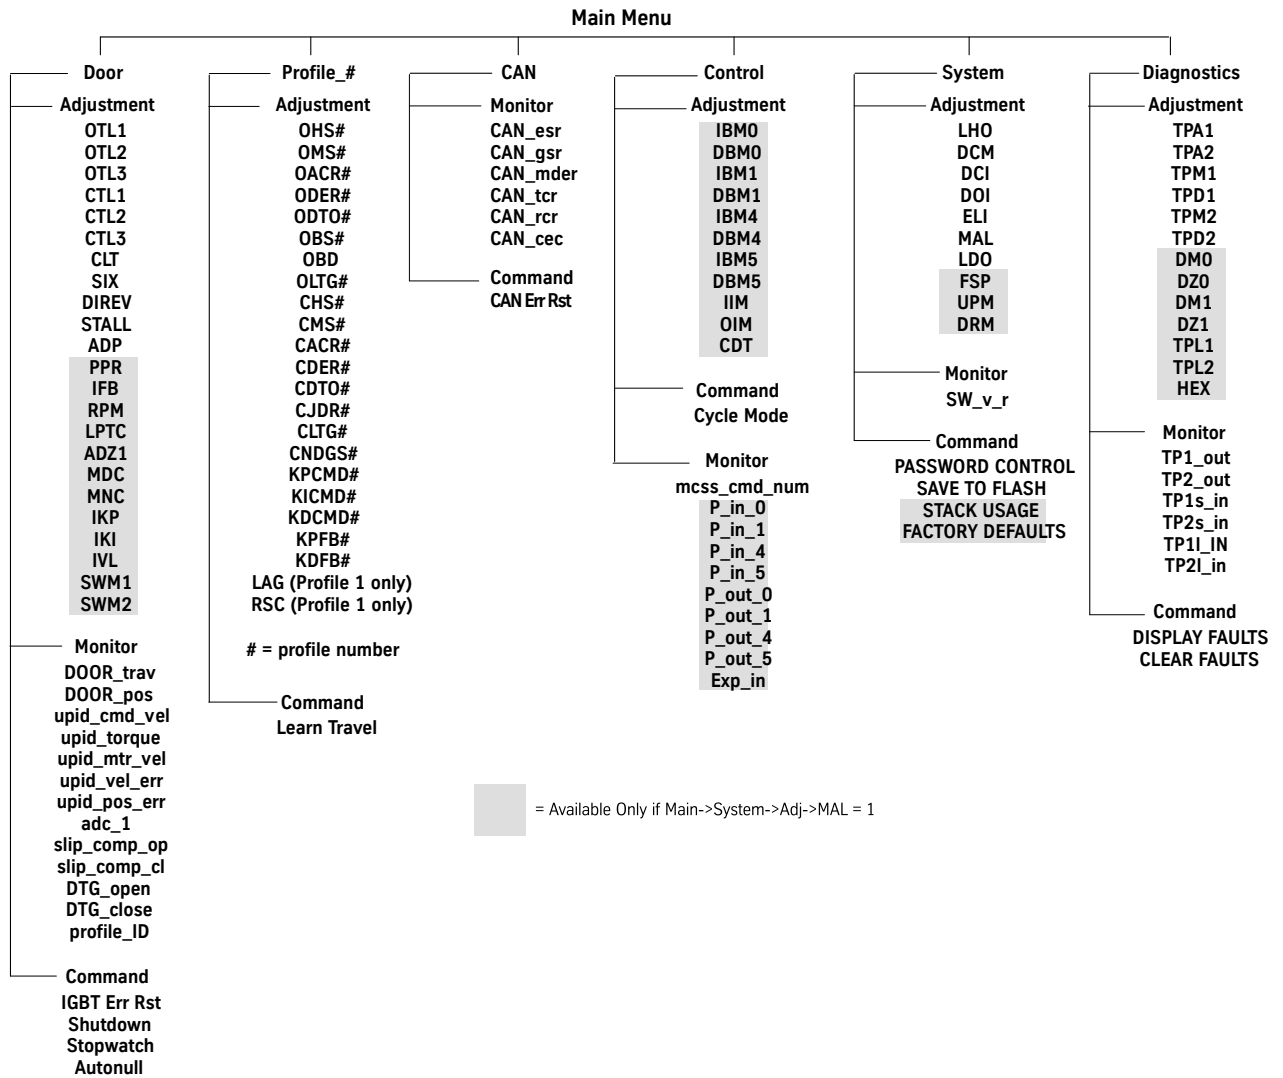 Main Menu
Door
Adjustment
OTL1
OTL2
OTL3
CTL1
CTL2
CTL3
CLT
SIX
DIREV
STALL
ADP
PPR
IFB
RPM
LPTC
ADZ1
MDC
MNC
IKP
IKI
IVL
SWM1
SWM2
Monitor
DOOR_trav
DOOR_pos
upid_cmd_vel
upid_torque
upid_mtr_vel
upid_vel_err
upid_pos_err
adc_1
slip_comp_op
slip_comp_cl
DTG_open
DTG_close
profile_ID
Command
IGBT Err Rst
Shutdown
Stopwatch
Autonull
Profile_#
Adjustment
OHS#
OMS#
OACR#
ODER#
ODTO#
OBS#
OBD
OLTG#
CHS#
CMS#
CACR#
CDER#
CDTO#
CJDR#
CLTG#
CNDGS#
KPCMD#
KICMD#
KDCMD#
KPFB#
KDFB#
LAG (Profile 1 only)
RSC (Profile 1 only)
# = profile number
Command
Learn Travel
CAN
Monitor
CAN_esr
CAN_gsr
CAN_mder
CAN_tcr
CAN_rcr
CAN_cec
Command
CAN Err Rst
Control
Adjustment
IBM0
DBM0
IBM1
DBM1
IBM4
DBM4
IBM5
DBM5
IIM
OIM
CDT
Command
Cycle Mode
Monitor
mcss_cmd_num
P_in_0
P_in_1
P_in_4
P_in_5
P_out_0
P_out_1
P_out_4
P_out_5
Exp_in
System
Adjustment
LHO
DCM
DCI
DOI
ELI
MAL
LDO
FSP
UPM
DRM
Monitor
SW_v_r
Command
PASSWORD CONTROL
SAVE TO FLASH
STACK USAGE
FACTORY DEFAULTS
Diagnostics
Adjustment
TPA1
TPA2
TPM1
TPD1
TPM2
TPD2
DM0
DZ0
DM1
DZ1
TPL1
TPL2
HEX
Monitor
TP1_out
TP2_out
TP1s_in
TP2s_in
TP1I_IN
TP2I_in
Command
DISPLAY FAULTS
CLEAR FAULTS
= Available Only if Main->System->Adj->MAL = 1